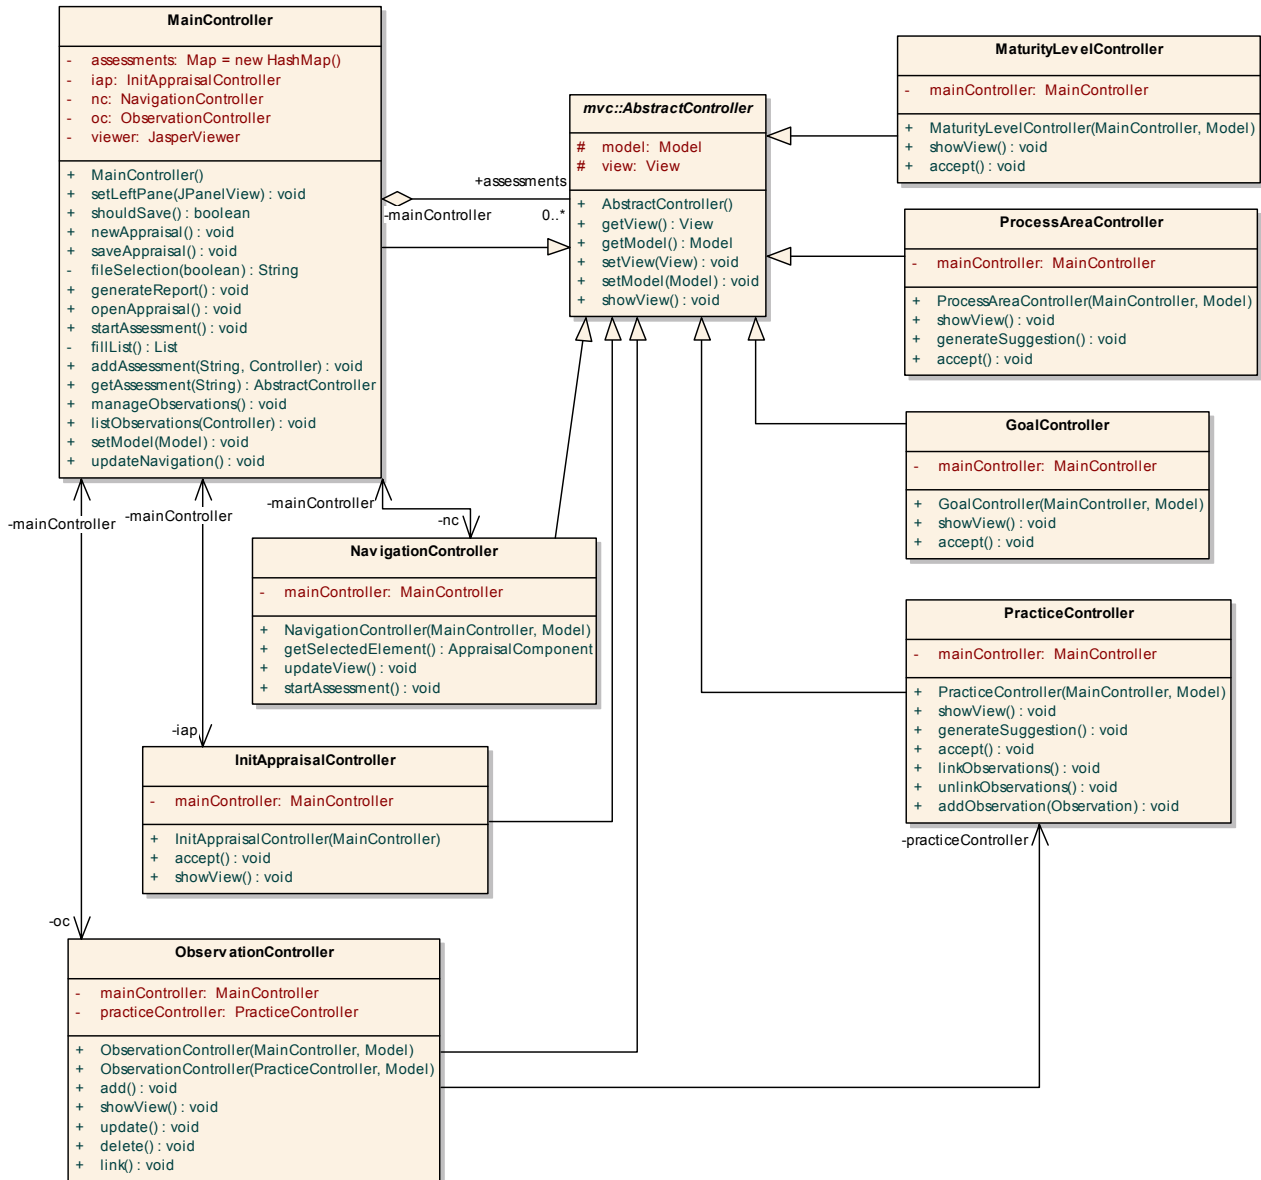 MainController
- assessments: Map = new HashMap()
- iap: InitAppraisalController
- nc: NavigationController
- oc: ObservationController
- viewer: JasperViewer
+ MainController()
+ setLeftPane(JPanelView) : void
+ shouldSave() : boolean
+ newAppraisal() : void
+ saveAppraisal() : void
- fileSelection(boolean) : String
+ generateReport() : void
+ openAppraisal() : void
+ startAssessment() : void
- fillList() : List
+ addAssessment(String, Controller) : void
+ getAssessment(String) : AbstractController
+ manageObservations() : void
+ listObservations(Controller) : void
+ setModel(Model) : void
+ updateNavigation() : void
+assessments
-mainController
0..*
mvc::AbstractController
# model: Model
# view: View
+ AbstractController()
+ getView() : View
+ getModel() : Model
+ setView(View) : void
+ setModel(Model) : void
+ showView() : void
MaturityLevelController
- mainController: MainController
+ MaturityLevelController(MainController, Model)
+ showView() : void
+ accept() : void
ProcessAreaController
- mainController: MainController
+ ProcessAreaController(MainController, Model)
+ showView() : void
+ generateSuggestion() : void
+ accept() : void
GoalController
- mainController: MainController
+ GoalController(MainController, Model)
+ showView() : void
+ accept() : void
-mainController
-mainController
-mainController
-nc
NavigationController
- mainController: MainController
+ NavigationController(MainController, Model)
+ getSelectedElement() : AppraisalComponent
+ updateView() : void
+ startAssessment() : void
PracticeController
- mainController: MainController
+ PracticeController(MainController, Model)
+ showView() : void
+ generateSuggestion() : void
+ accept() : void
+ linkObservations() : void
+ unlinkObservations() : void
+ addObservation(Observation) : void
-practiceController
-iap
InitAppraisalController
- mainController: MainController
+ InitAppraisalController(MainController)
+ accept() : void
+ showView() : void
-oc
ObservationController
- mainController: MainController
- practiceController: PracticeController
+ ObservationController(MainController, Model)
+ ObservationController(PracticeController, Model)
+ add() : void
+ showView() : void
+ update() : void
+ delete() : void
+ link() : void